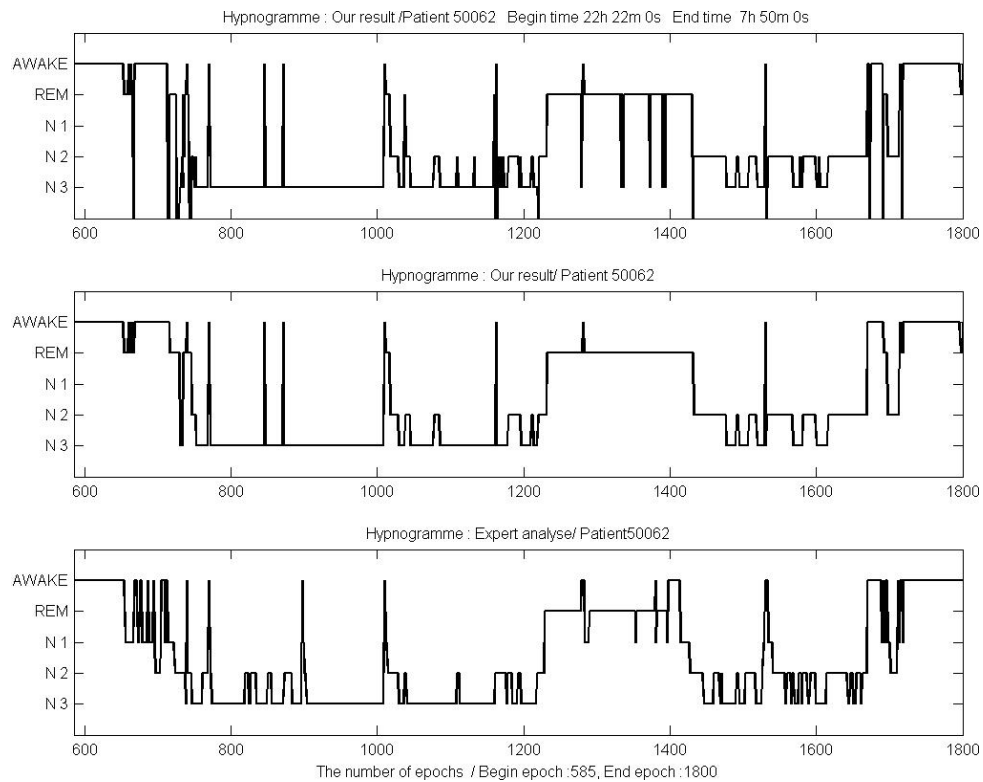 Hypnogramme : Our result /Patient 50062   Begin time 22h 22m 0s   End time  7h 50m 0s
AWAKE
REM
N 1
N 2
N 3
600 800 1000 1200 1400 1600 1800
Hypnogramme : Our result/ Patient 50062
AWAKE
REM
N 1
N 2
N 3
600 800 1000 1200 1400 1600 1800
Hypnogramme : Expert analyse/ Patient50062
AWAKE
REM
N 1
N 2
N 3
600 800 1000 1200 1400 1600 1800
The number of epochs  / Begin epoch :585, End epoch :1800